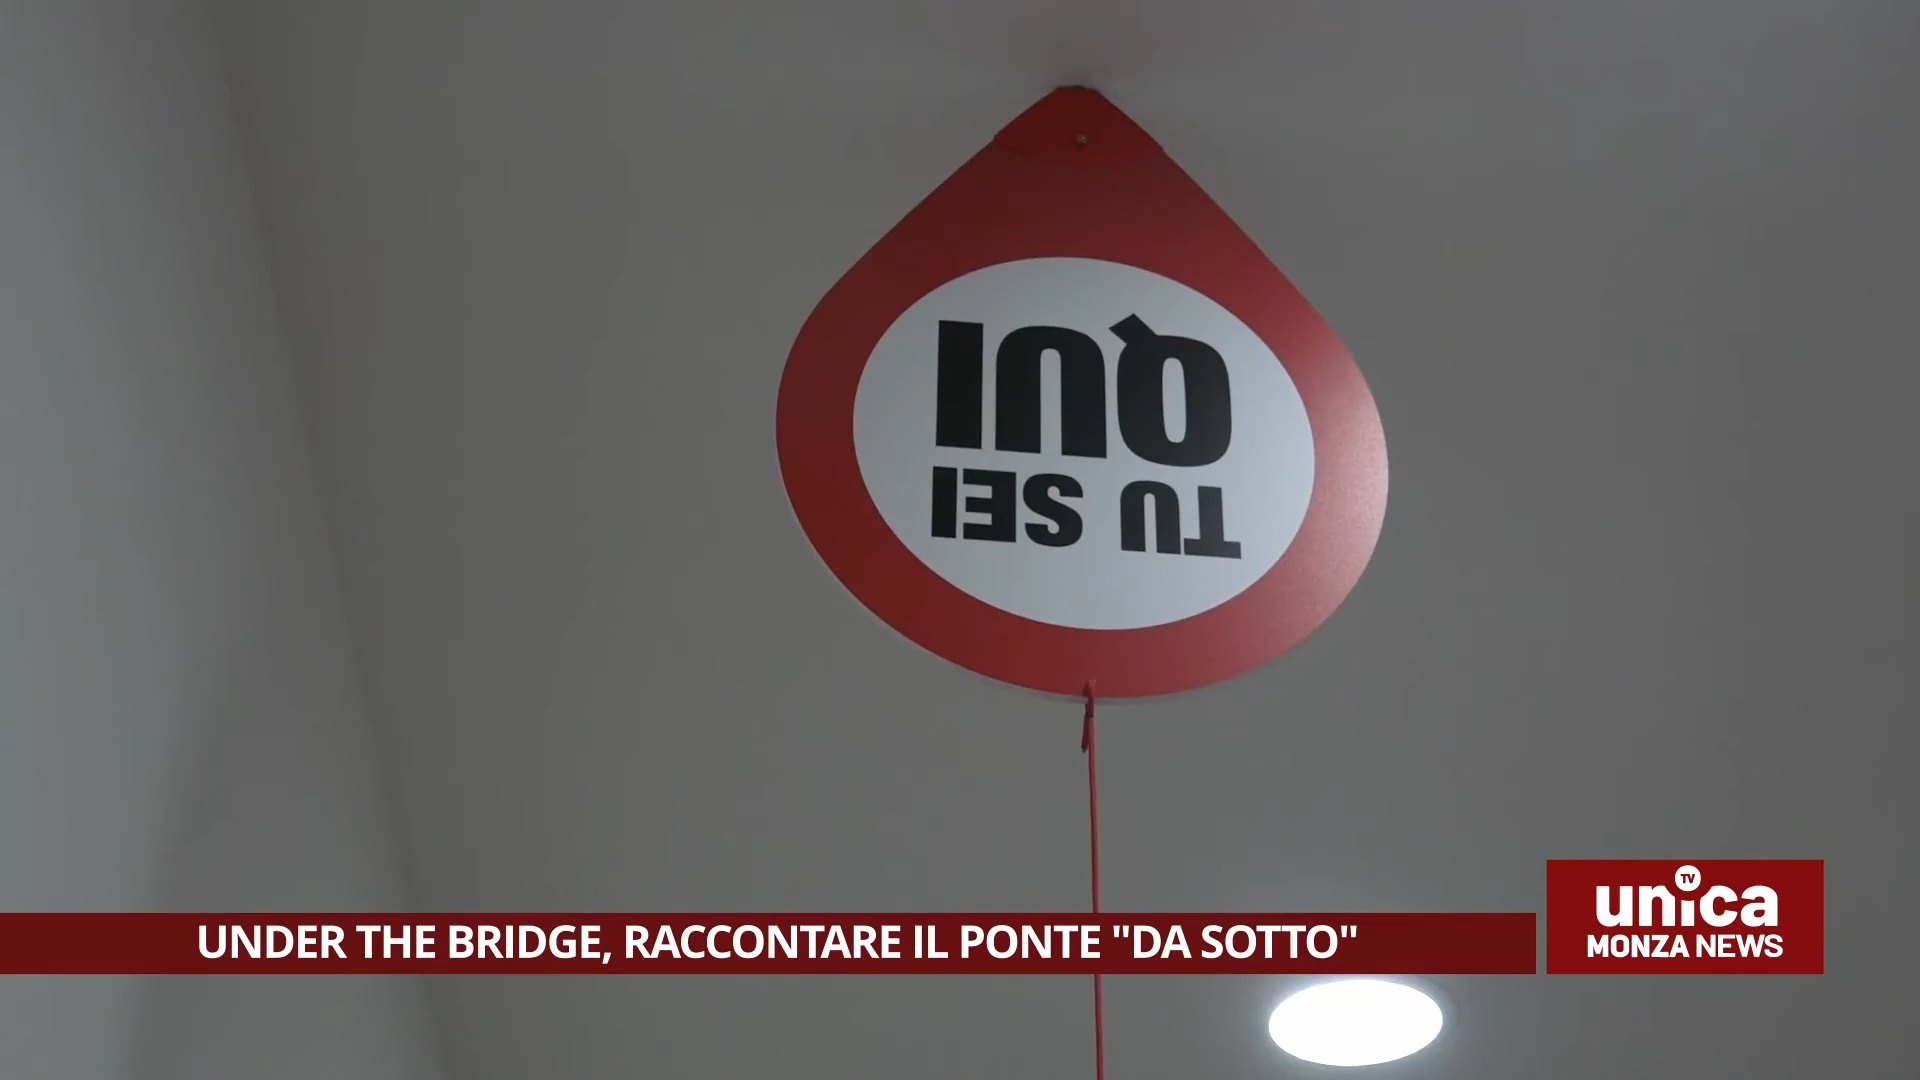 TU SEI
QUI
UNDER THE BRIDGE, RACCONTARE IL PONTE "DA SOTTO"
TV
unica
MONZA NEWS